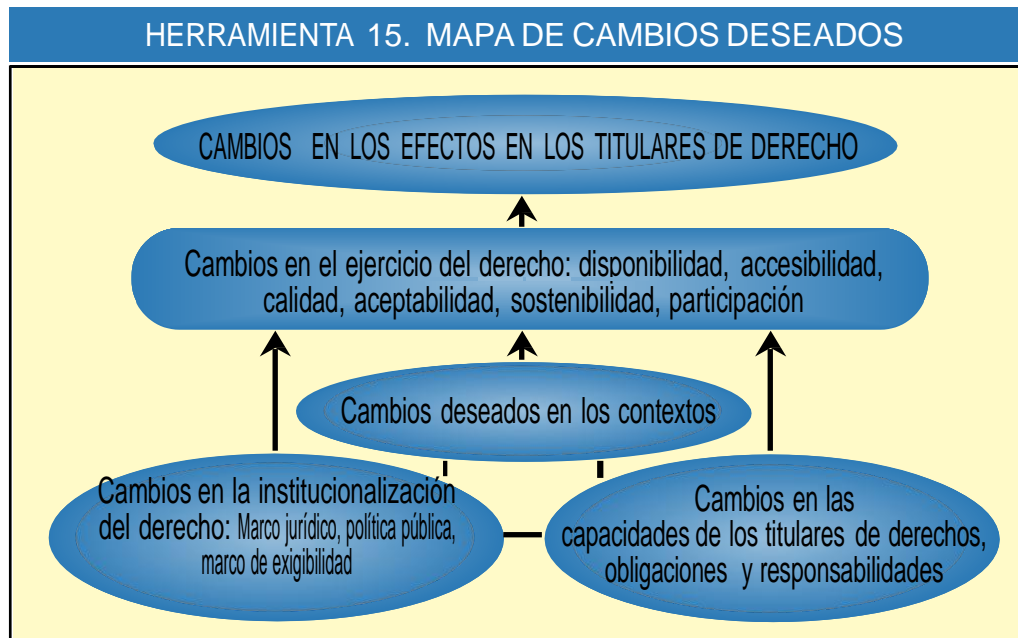 HERRAMIENTA 15. MAPA DE CAMBIOS DESEADOS
CAMBIOS EN LOS EFECTOS EN LOS TITULARES DE DERECHO
Cambios en el ejercicio del derecho: disponibilidad, accesibilidad,
calidad, aceptabilidad, sostenibilidad, participación
Cambios deseados en los contextos
Cambios en la institucionalización
del derecho: Marco jurídico, política pública,
marco de exigibilidad
Cambios en las
capacidades de los titulares de derechos,
obligaciones y responsabilidades